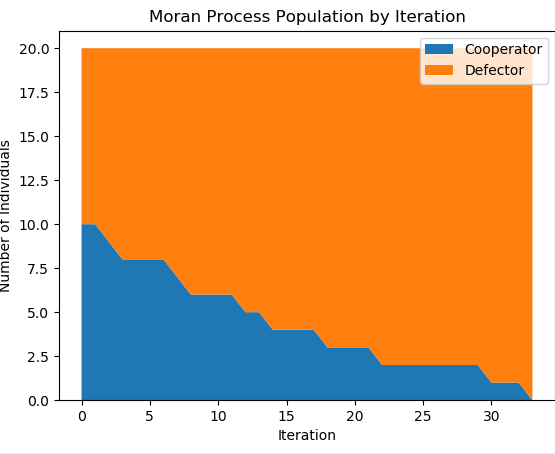 Moran Process Population by Iteration
Cooperator
Defector
Number of Individuals
20.0
17.5
15.0
12.5
10.0
7.5
5.0
2.5
0.0
0 5 10 15 20 25 30
Iteration